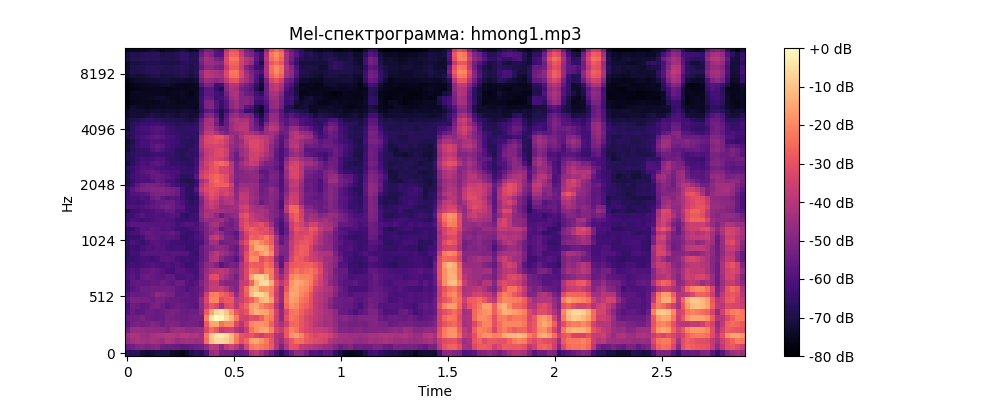 Mel-спектрограмма: hmong1.mp3
Hz
8192
4096
2048
1024
512
0
0
0.5
1
1.5
2
2.5
Time
+0 dB
-10 dB
-20 dB
-30 dB
-40 dB
-50 dB
-60 dB
-70 dB
-80 dB